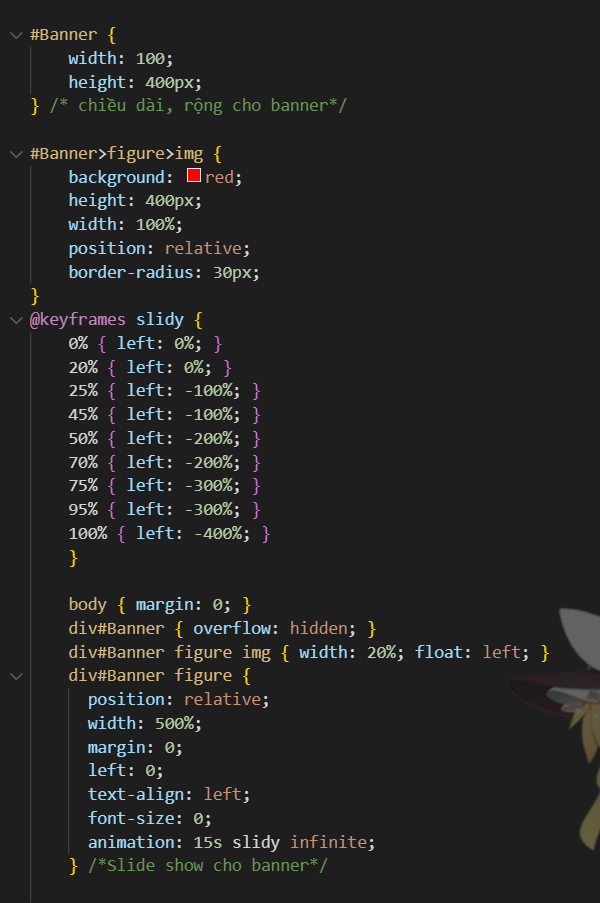 #Banner {
width: 100;
height: 400px;
} /* chiều dài, rộng cho banner*/
#Banner>figure>img {
background: red;
height: 400px;
width: 100%;
position: relative;
border-radius: 30px;
}
@keyframes slidy {
0% { left: 0%; }
20% { left: 0%; }
25% { left: -100%; }
45% { left: -100%; }
50% { left: -200%; }
70% { left: -200%; }
75% { left: -300%; }
95% { left: -300%; }
100% { left: -400%; }
}
body { margin: 0; }
div#Banner { overflow: hidden; }
div#Banner figure img { width: 20%; float: left; }
div#Banner figure {
position: relative;
width: 500%;
margin: 0;
left: 0;
text-align: left;
font-size: 0;
animation: 15s slidy infinite;
} /*Slide show cho banner*/